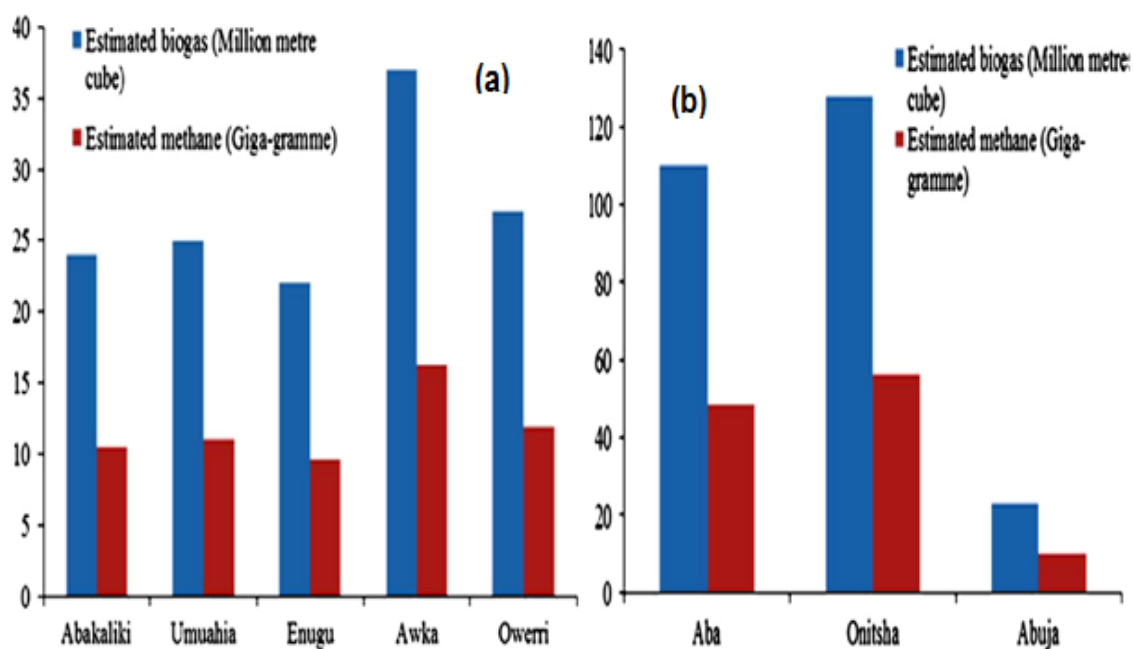 40
35
30
25
20
15
10
5
0
Estimated biogas (Million metre
cube)
Estimated methane (Giga-gramme)
(a)
Abakaliki Umuahia Enugu Awka Owerri
140
120
100
80
60
40
20
0
Estimated biogas (Million metre
cube)
Estimated methane (Giga-
gramme)
(b)
Aba Onitsha Abuja